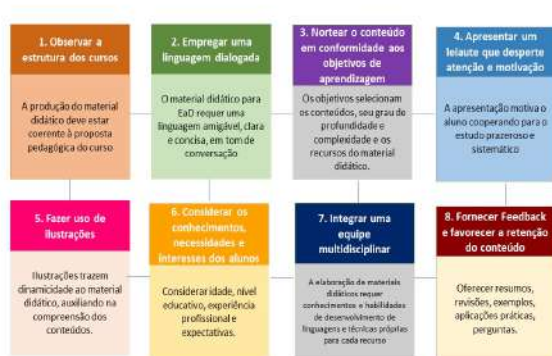 1. Observar a
estrutura dos cursos
A produção do material
didático deve estar
coerente à proposta
pedagógica do curso
2. Empregar uma
linguagem dialogada
O material didático para
EaD requer uma
linguagem amigável, clara
e concisa, em tom de
conversação
3. Nortear o conteúdo
em conformidade aos
objetivos de
aprendizagem
Os objetivos selecionam
os conteúdos, seu grau de
profundidade e
complexidade e os
recursos do material
didático.
4. Apresentar um
leiaute que desperte
atenção e motivação
A apresentação motiva o
aluno cooperando para o
estudo prazeroso e
sistemático
5. Fazer uso de
ilustrações
Ilustrações trazem
dinamicidade ao material
didático, auxiliando na
compreensão dos
conteúdos.
6. Considerar os
conhecimentos,
necessidades e
interesses dos alunos
Considerar idade, nível
educativo, experiência
profissional e
expectativas.
7. Integrar uma
equipe
multidisciplinar
A elaboração de materiais
didáticos requer
conhecimentos e habilidades
de desenvolvimento de
linguagens e técnicas próprias
para cada recurso
8. Fornecer Feedback
e favorecer a retenção
do conteúdo
Oferecer resumos,
revisões, exemplos,
aplicações práticas,
perguntas.